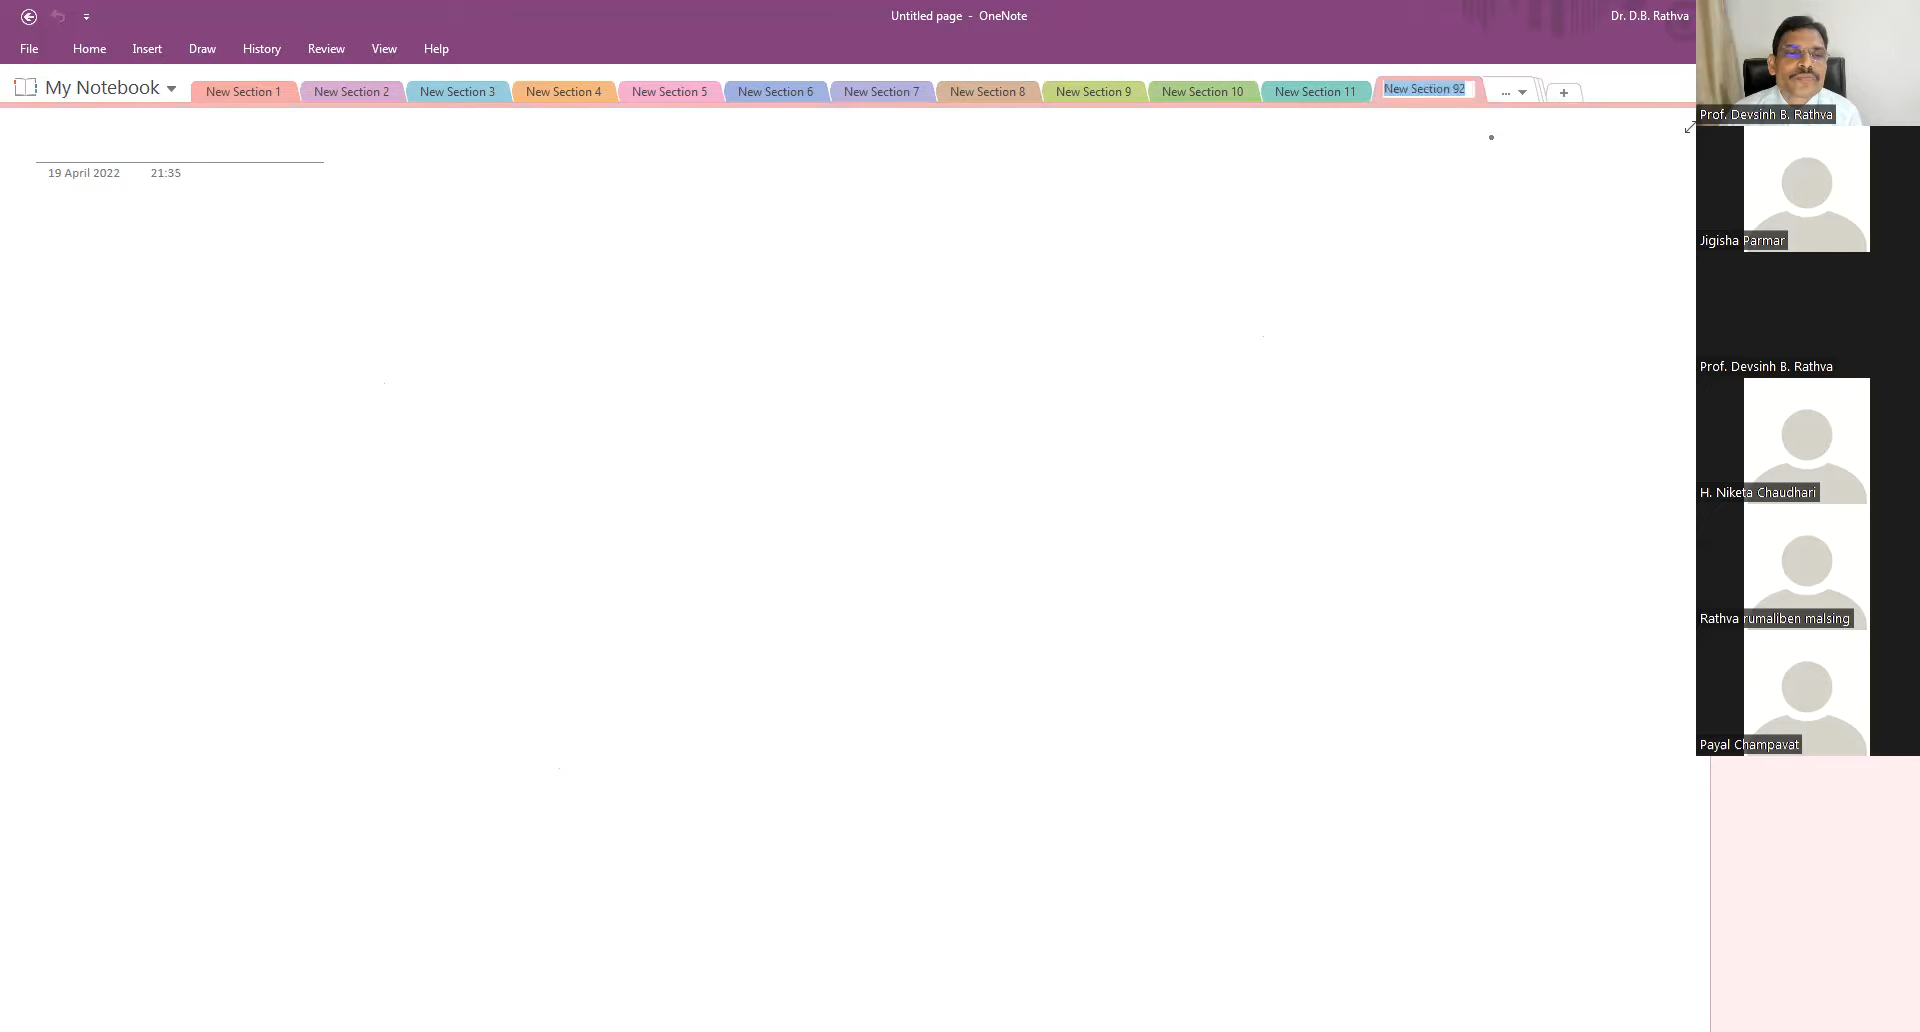 Untitled page - OneNote
Dr. D.B. Rathva
File Home Insert Draw History Review View Help
My Notebook
New Section 1 New Section 2 New Section 3 New Section 4 New Section 5 New Section 6 New Section 7 New Section 8 New Section 9 New Section 10 New Section 11 New Section 92 ... +
19 April 2022 21:35
Prof. Devsinh B. Rathva
Jigisha Parmar
Prof. Devsinh B. Rathva
H. Niketa Chaudhari
Rathva rumaliben malsing
Payal Champavat